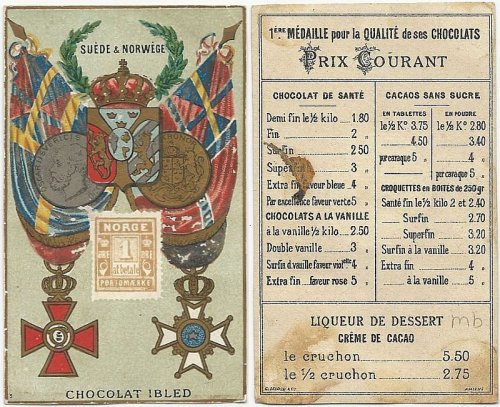 SUÈDE & NORWÈGE
NORGE
ØRE 1 ØRE
at betale
PORTOMÆRKE
CHOCOLAT IBLED
1ÈRE MÉDAILLE pour la QUALITÉ de ses CHOCOLATS
PRIX COURANT
CHOCOLAT DE SANTÉ
Demi fin le ½ kilo 1.80
Fin „ 2 „
Surfin „ 2.50
Superfin „ 3 „
Extra fin faveur bleue 4 „
Par excellence faveur verte 5 „
CHOCOLATS A LA VANILLE
à la vanille ½ kilo 2.50
Double vanille „ 3 „
Surfin d. vanille faveur violette 4 „
Extra fin faveur rose 5 „
CACAOS SANS SUCRE
EN TABLETTES
le ½ K° 3.75
„ 4.50
par caraque 5 „
EN POUDRE
le ½ K° 2.80
„ 3.40
par caraque 5 „
CROQUETTES EN BOITES DE 250 gr
Santé fin le ½ kilo 2 et 2.40
Surfin „ 2.70
Superfin „ 3.20
Surfin à la vanille 3.20
Extra fin „ 4 „
à la vanille 5 „
LIQUEUR DE DESSERT
mb
CRÈME DE CACAO
le cruchon 5.50
le ½ cruchon 2.75